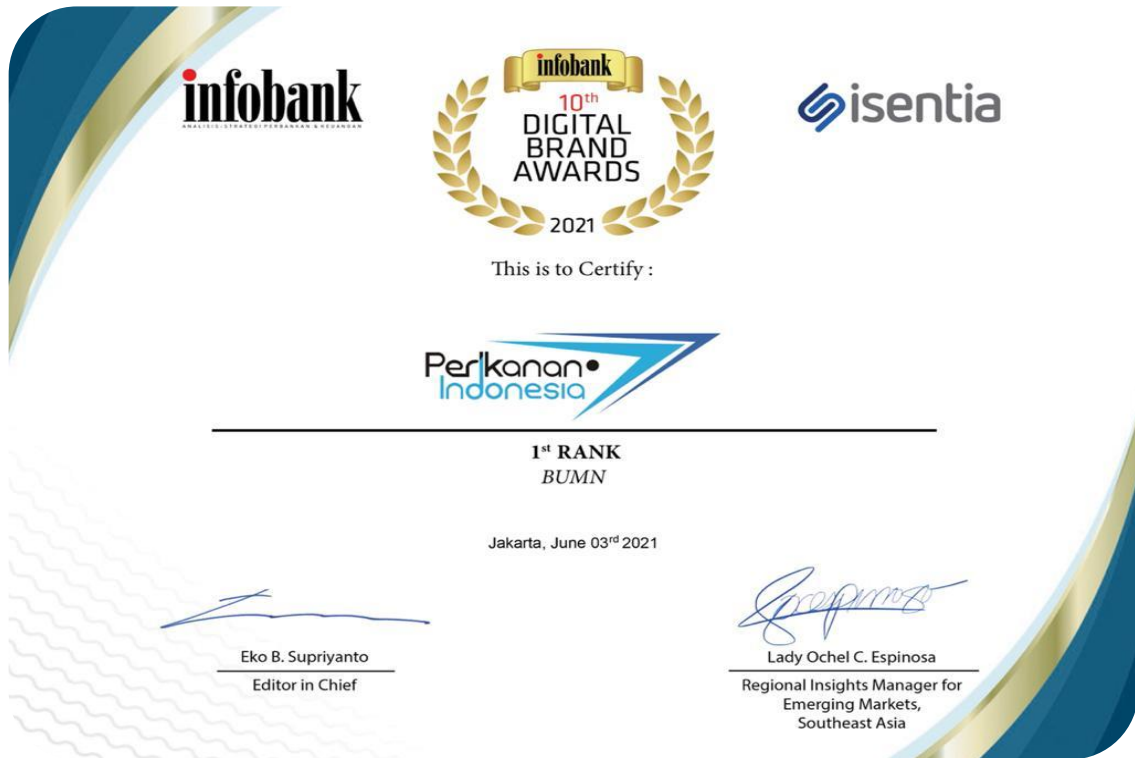 infobank
ANALISIS STRATEGI PERBANKAN & KEUANGAN
infobank
10th
DIGITAL
BRAND
AWARDS
2021
isentia
This is to Certify :
Perikanan
Indonesia
1st RANK
BUMN
Jakarta, June 03rd 2021
Eko B. Supriyanto
Editor in Chief
Lady Ochel C. Espinosa
Regional Insights Manager for
Emerging Markets,
Southeast Asia